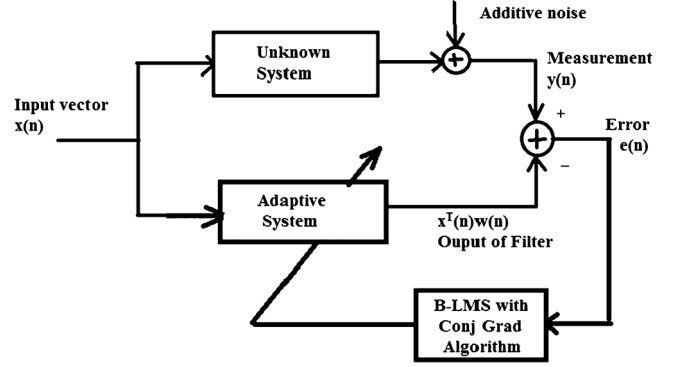 Additive noise
Unknown
System
+
Measurement
y(n)
Input vector
x(n)
+
+
Error
e(n)
−
Adaptive
System
xᵀ(n)w(n)
Ouput of Filter
B-LMS with
Conj Grad
Algorithm